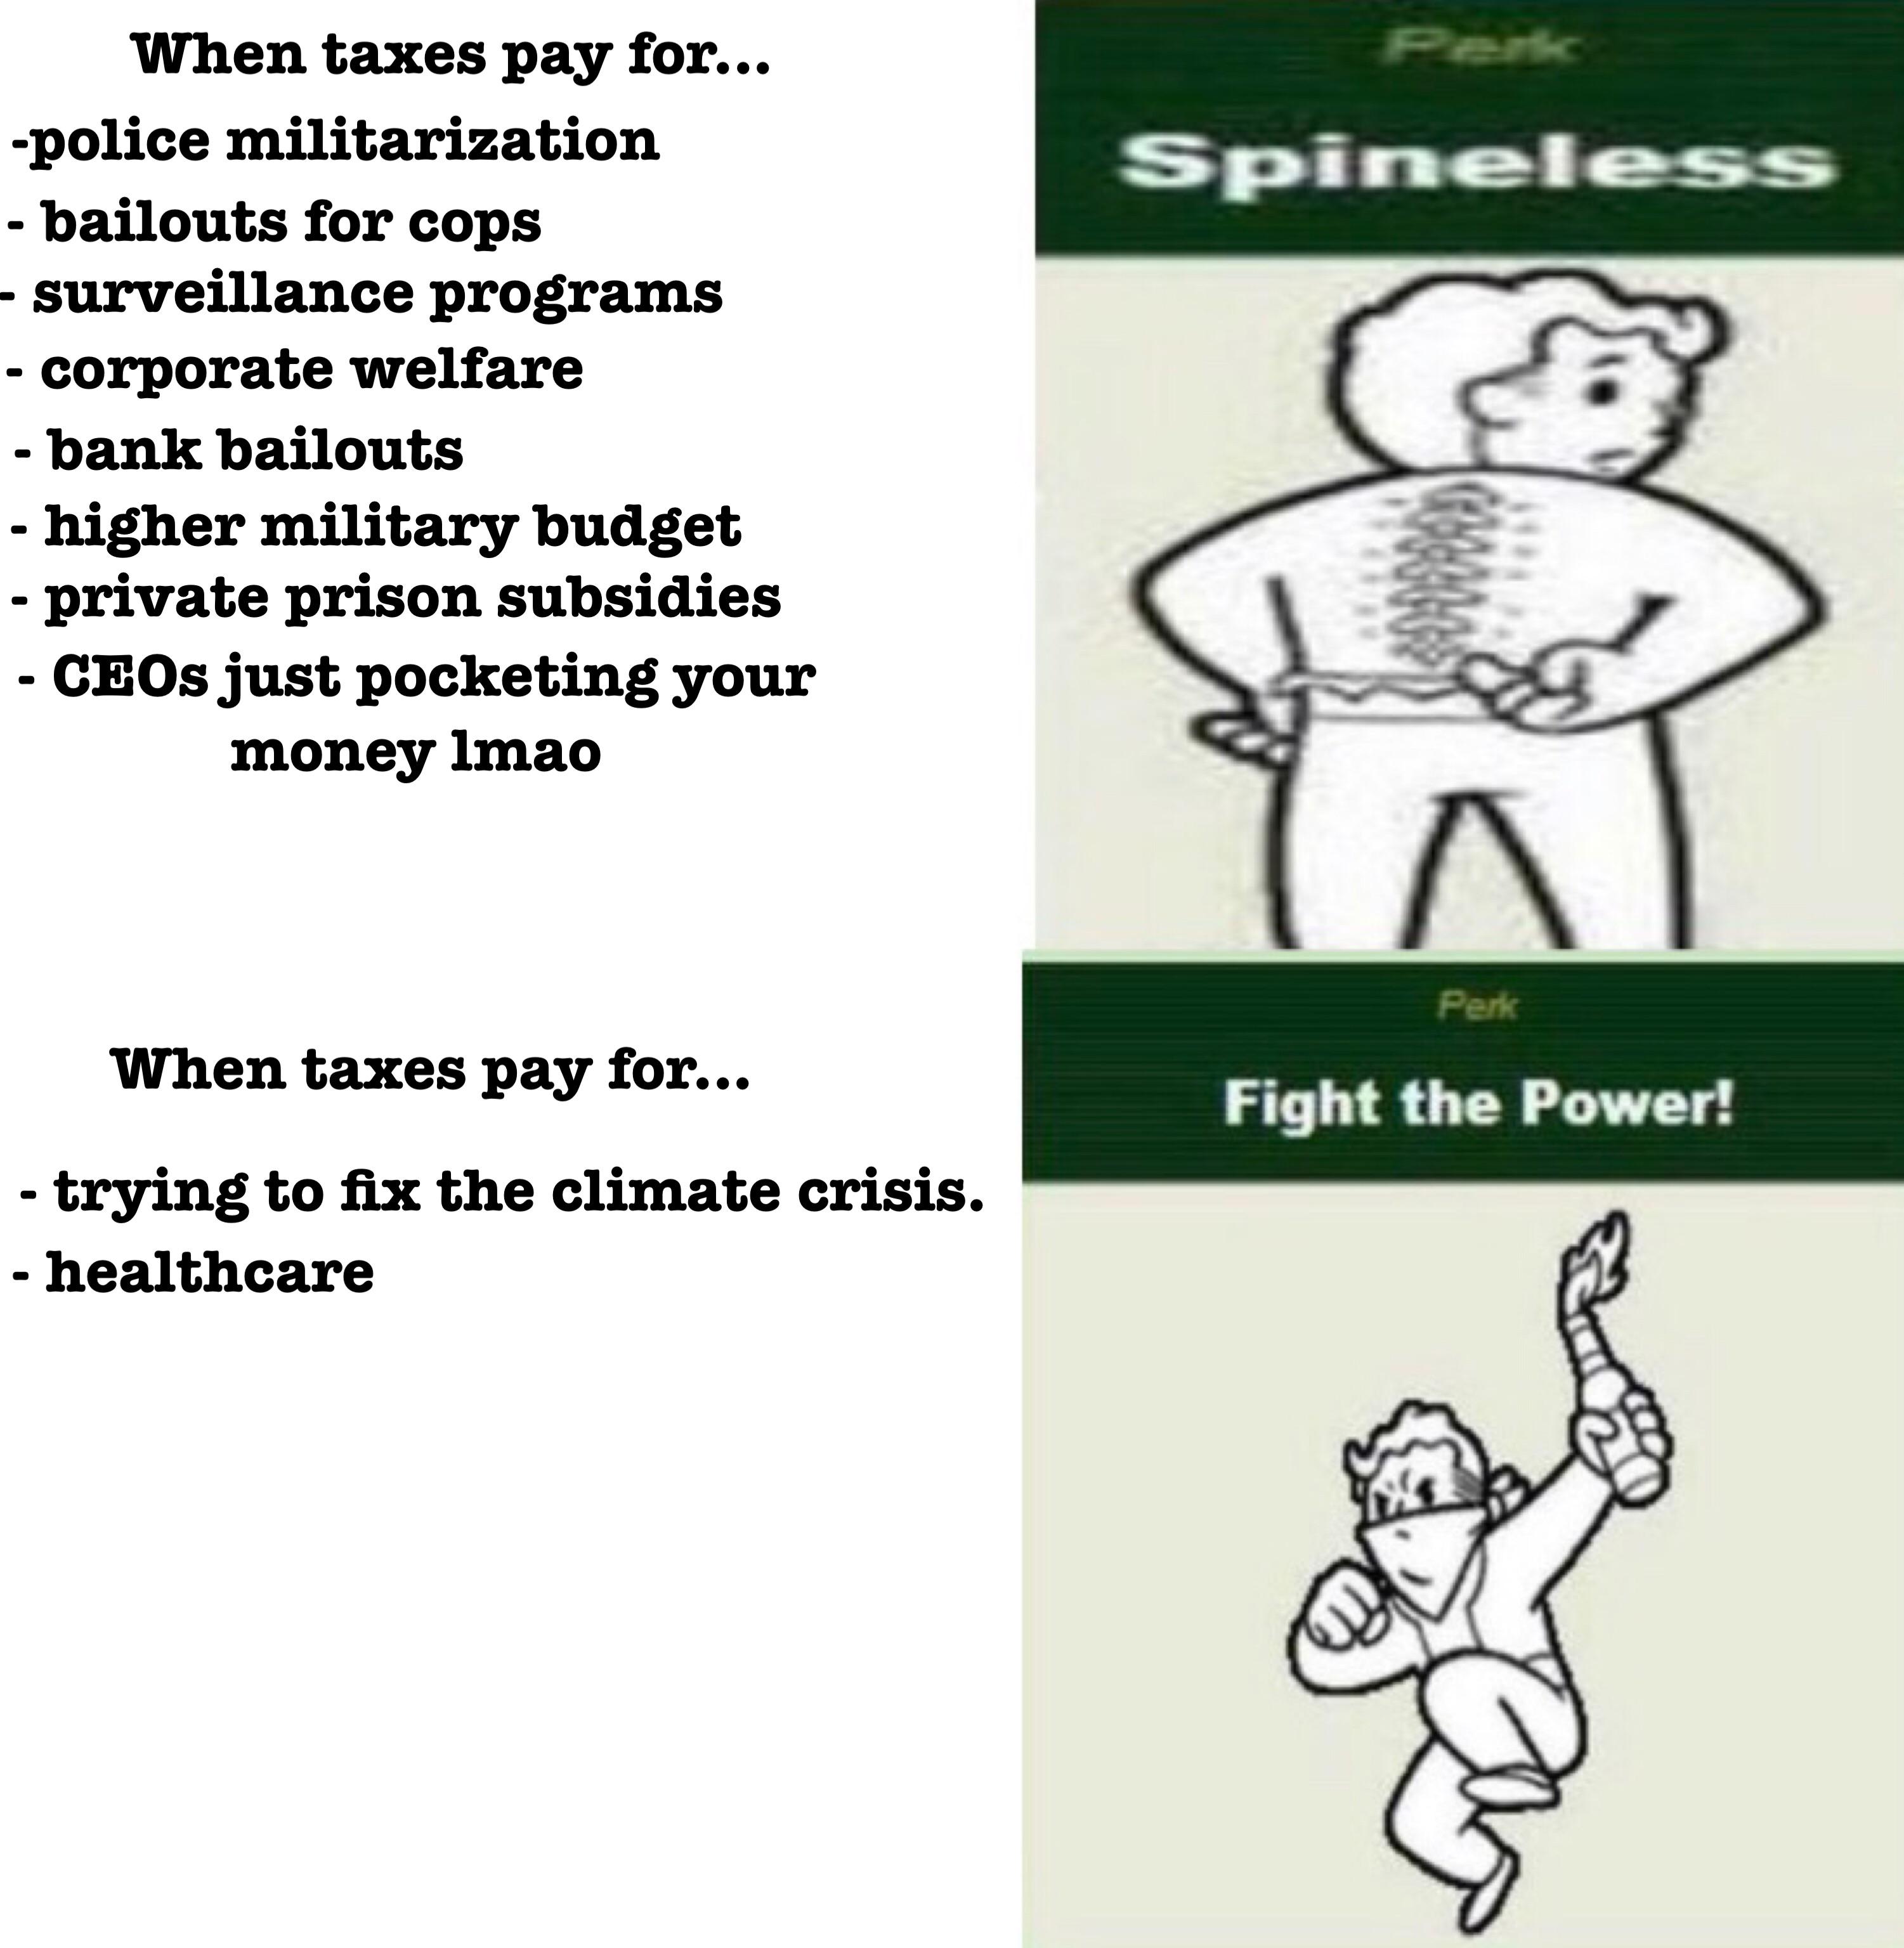 When taxes pay for...
-police militarization
- bailouts for cops
- surveillance programs
- corporate welfare
- bank bailouts
- higher military budget
- private prison subsidies
- CEOs just pocketing your
money lmao
Perk
Spineless
When taxes pay for...
- trying to fix the climate crisis.
- healthcare
Perk
Fight the Power!